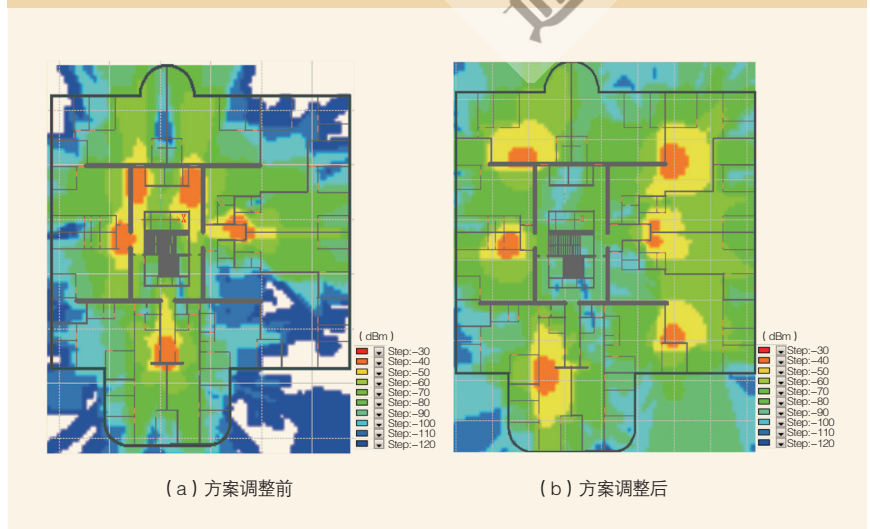 (dBm)
Step:-30
Step:-40
Step:-50
Step:-60
Step:-70
Step:-80
Step:-90
Step:-100
Step:-110
Step:-120
(dBm)
Step:-30
Step:-40
Step:-50
Step:-60
Step:-70
Step:-80
Step:-90
Step:-100
Step:-110
Step:-120
(a)方案调整前
(b)方案调整后